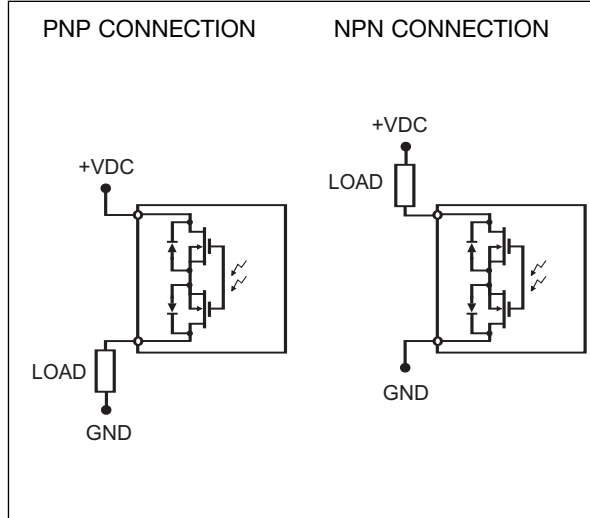 PNP CONNECTION
NPN CONNECTION
+VDC
LOAD
GND
+VDC
LOAD
GND